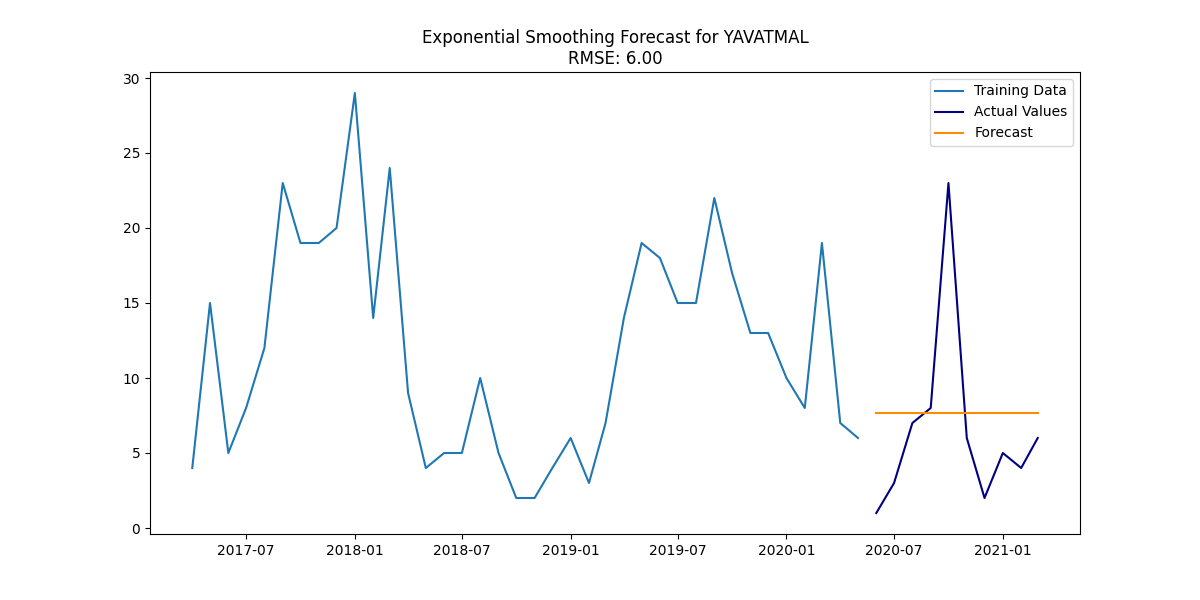 Exponential Smoothing Forecast for YAVATMAL
RMSE: 6.00
30
25
20
15
10
5
0
Training Data
Actual Values
Forecast
2017-07 2018-01 2018-07 2019-01 2019-07 2020-01 2020-07 2021-01